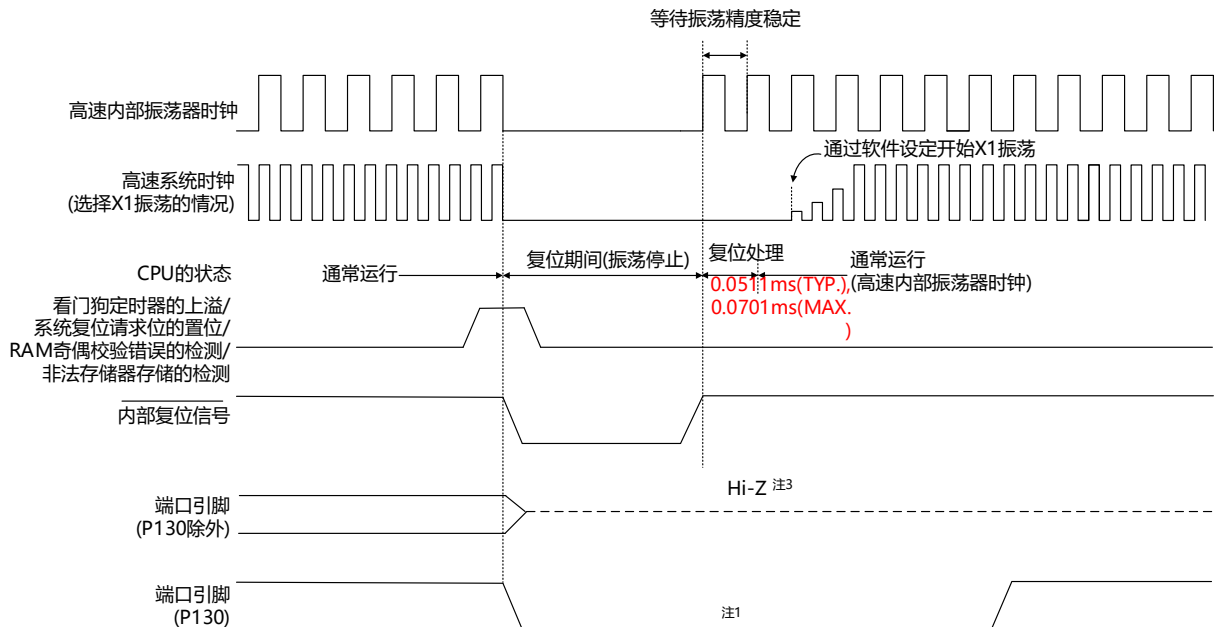 等待振荡精度稳定
高速内部振荡器时钟
通过软件设定开始X1振荡
高速系统时钟
(选择X1振荡的情况)
CPU的状态
通常运行
复位期间(振荡停止)
复位处理
0.0511ms(TYP.),
0.0701ms(MAX.
)
通常运行
(高速内部振荡器时钟)
看门狗定时器的上溢/
系统复位请求位的置位/
RAM奇偶校验错误的检测/
非法存储器存储的检测
内部复位信号
端口引脚
(P130除外)
Hi-Z 注3
端口引脚
(P130)
注1